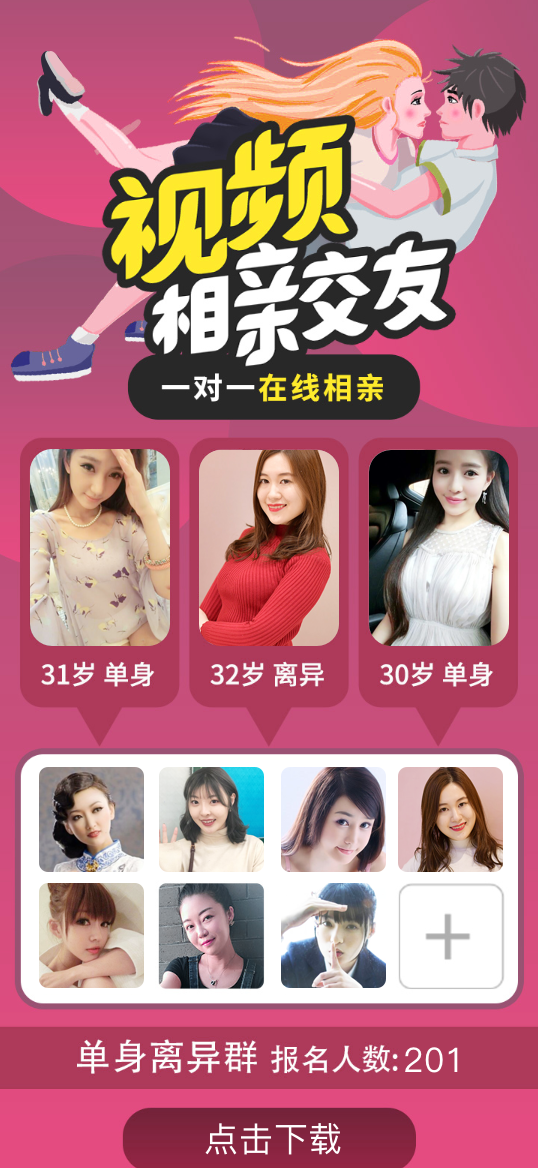 视频
相亲交友
一对一在线相亲
31岁 单身
32岁 离异
30岁 单身
单身离异群 报名人数:201
点击下载